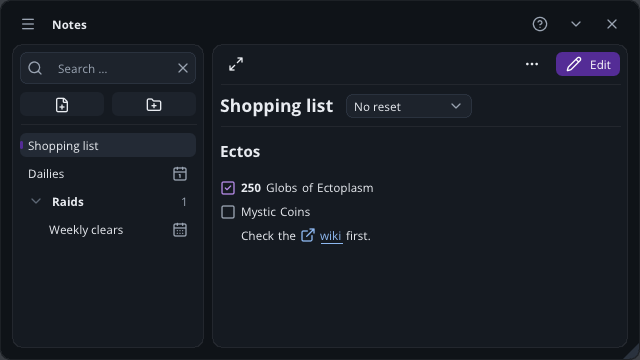 Notes
Search ...
Edit
Shopping list
No reset
Shopping list
Dailies
1
Raids
1
Weekly clears
Ectos
250 Globs of Ectoplasm
Mystic Coins
Check the wiki first.